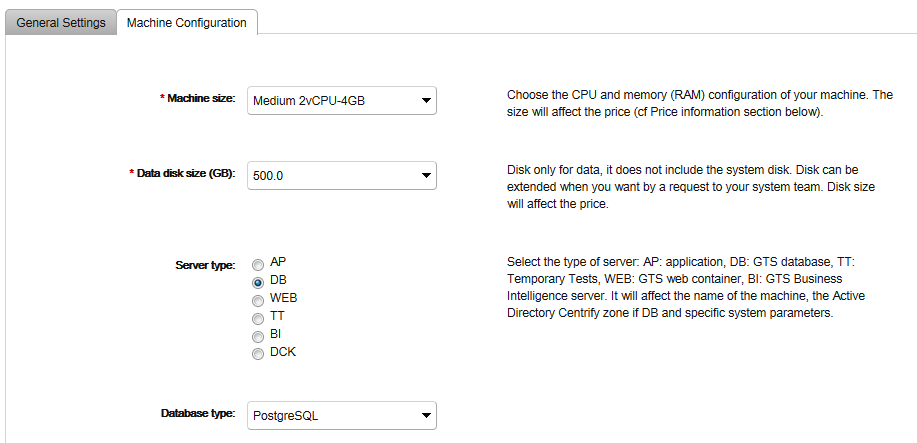 General Settings
Machine Configuration
* Machine size:
Medium 2vCPU-4GB
Choose the CPU and memory (RAM) configuration of your machine. The
size will affect the price (cf Price information section below).
* Data disk size (GB):
500.0
Disk only for data, it does not include the system disk. Disk can be
extended when you want by a request to your system team. Disk size
will affect the price.
Server type:
AP
DB
WEB
TT
BI
DCK
Select the type of server: AP: application, DB: GTS database, TT:
Temporary Tests, WEB: GTS web container, BI: GTS Business
Intelligence server. It will affect the name of the machine, the Active
Directory Centrify zone if DB and specific system parameters.
Database type:
PostgreSQL